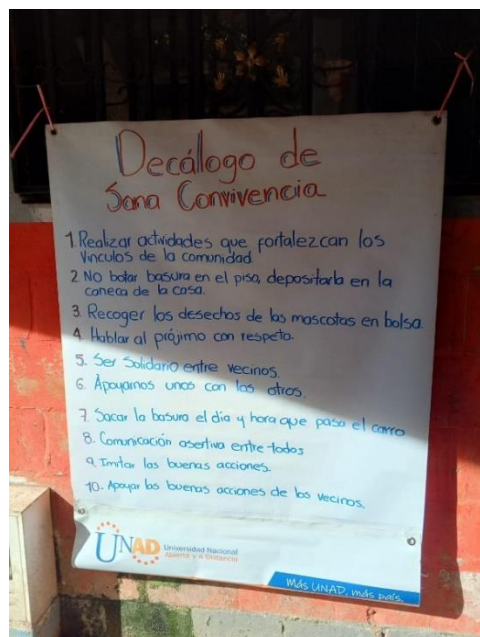 Decálogo de
Sana Convivencia
1. Realizar actividades que fortalezcan los
Vinculos de la comunidad.
2. NO botar basura en el piso, depositarla en la
caneca de la casa.
3. Recoger los desechos de las mascotas en bolsa.
4. Hablar al prójimo con respeto.
5. Ser Solidario entre vecinos.
6. Apoyarnos unos con los otros.
7. Sacar la basura el dia y hora que pasa el carro
8. Comunicación asertiva entre todos
9. Imitar las buenas acciones.
10. Apoyar las buenas acciones de los vecinos.
UNAD Universidad Nacional
Abierta y a Distancia
Más UNAD, más país.